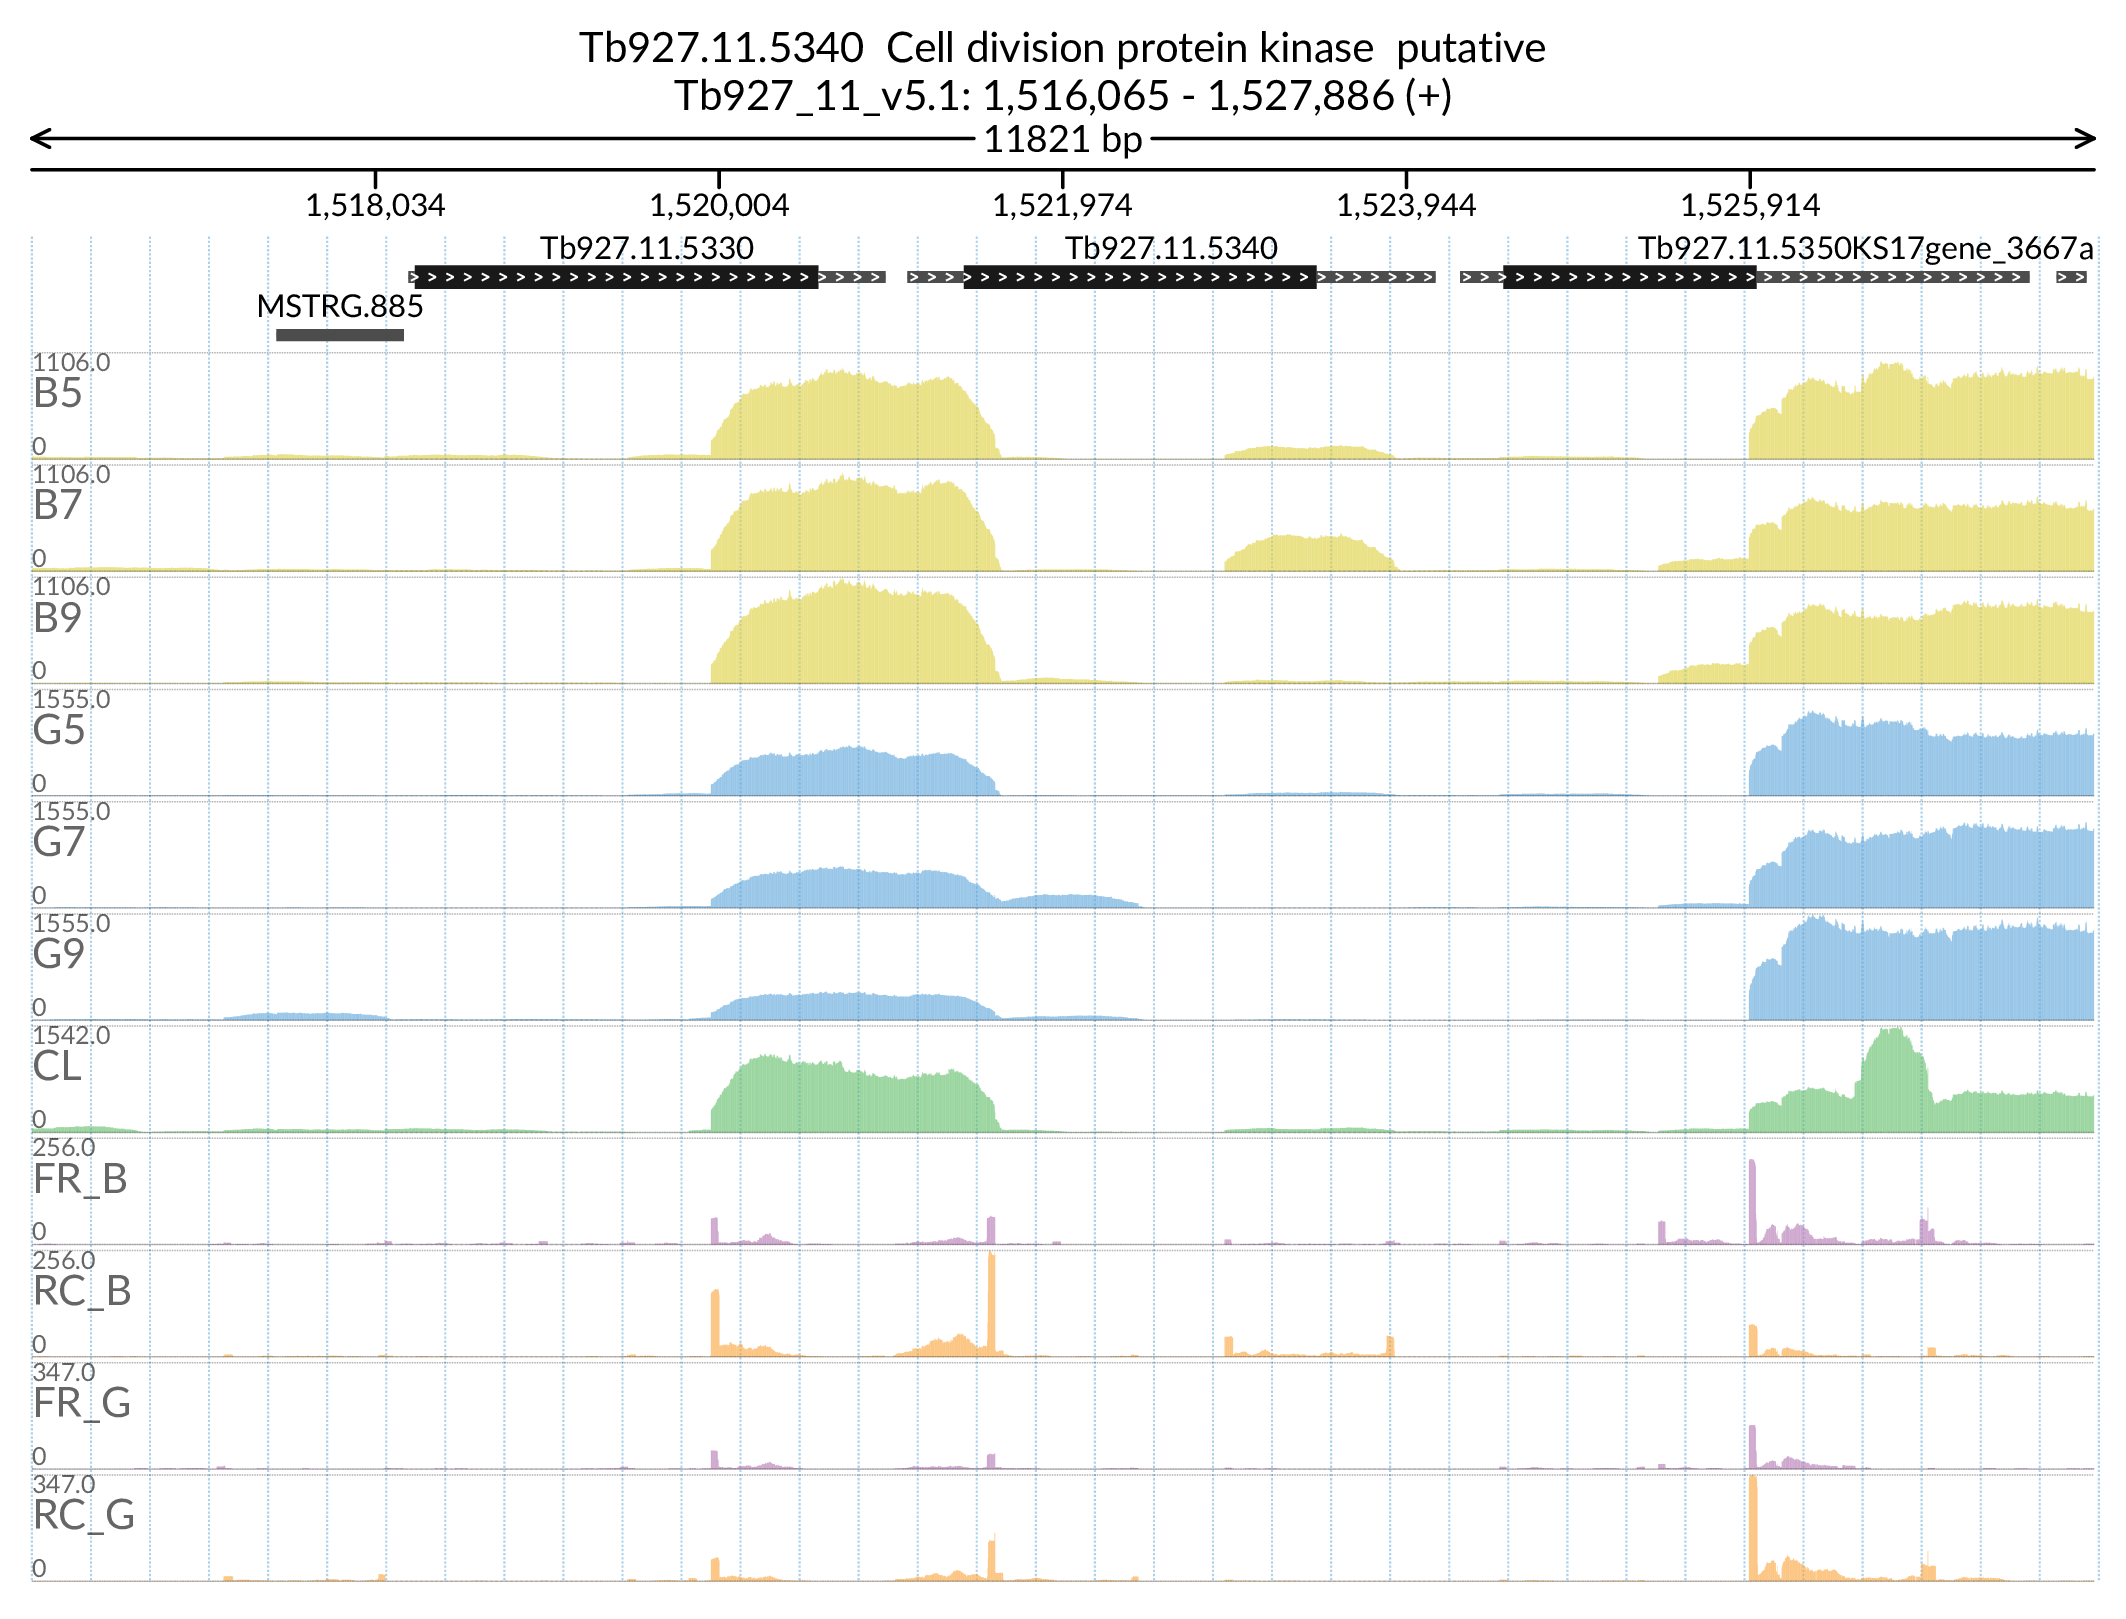 Tb927.11.5340  Cell division protein kinase  putative
Tb927_11_v5.1: 1,516,065 - 1,527,886 (+)
11821 bp
1,518,034 1,520,004 1,521,974 1,523,944 1,525,914
Tb927.11.5330 Tb927.11.5340 Tb927.11.5350KS17gene_3667a
MSTRG.885
1106.0
B5
0
1106.0
B7
0
1106.0
B9
0
1555.0
G5
0
1555.0
G7
0
1555.0
G9
0
1542.0
CL
0
256.0
FR_B
0
256.0
RC_B
0
347.0
FR_G
0
347.0
RC_G
0